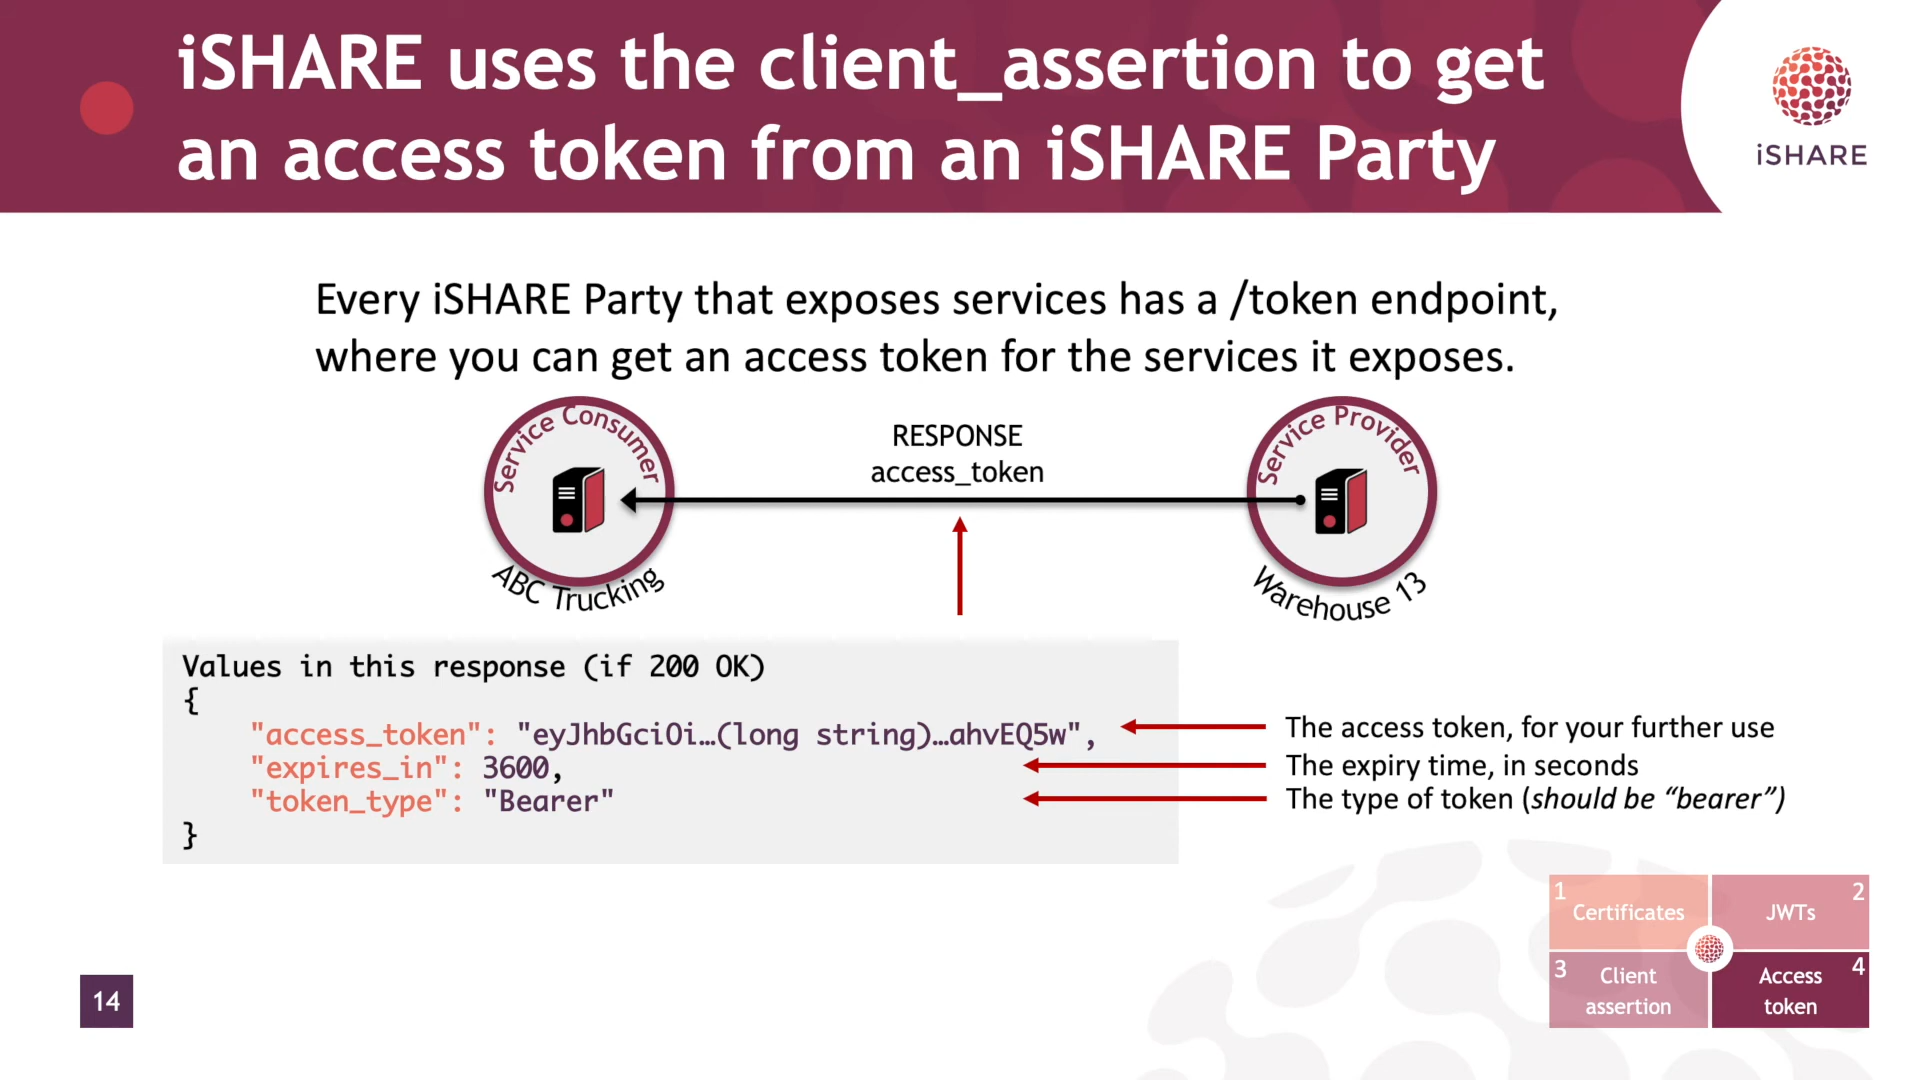 iSHARE uses the client_assertion to get
an access token from an iSHARE Party
iSHARE
Every iSHARE Party that exposes services has a /token endpoint,
where you can get an access token for the services it exposes.
Service Consumer
ABC Trucking
RESPONSE
access_token
Service Provider
Warehouse 13
Values in this response (if 200 OK)
{
"access_token": "eyJhbGciOi…(long string)…ahvEQ5w",
"expires_in": 3600,
"token_type": "Bearer"
}
The access token, for your further use
The expiry time, in seconds
The type of token (should be “bearer”)
1
Certificates
2
JWTs
3
Client
assertion
4
Access
token
14